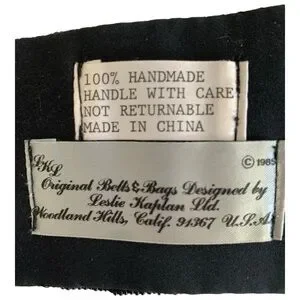 100% HANDMADE
HANDLE WITH CARE
NOT RETURNABLE
MADE IN CHINA
LKL
© 1985
Original Belts & Bags Designed by
Leslie Kaplan Ltd.
Woodland Hills, Calif. 91367 U.S.A.